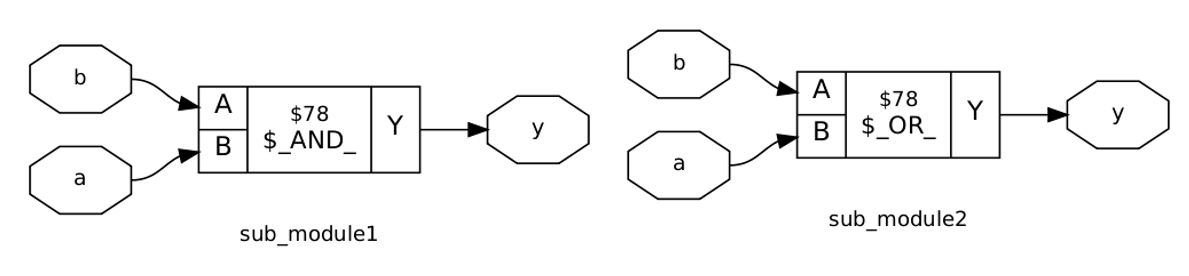 b
a
A
B
$78
$_AND_
Y
y
sub_module1
b
a
A
B
$78
$_OR_
Y
y
sub_module2